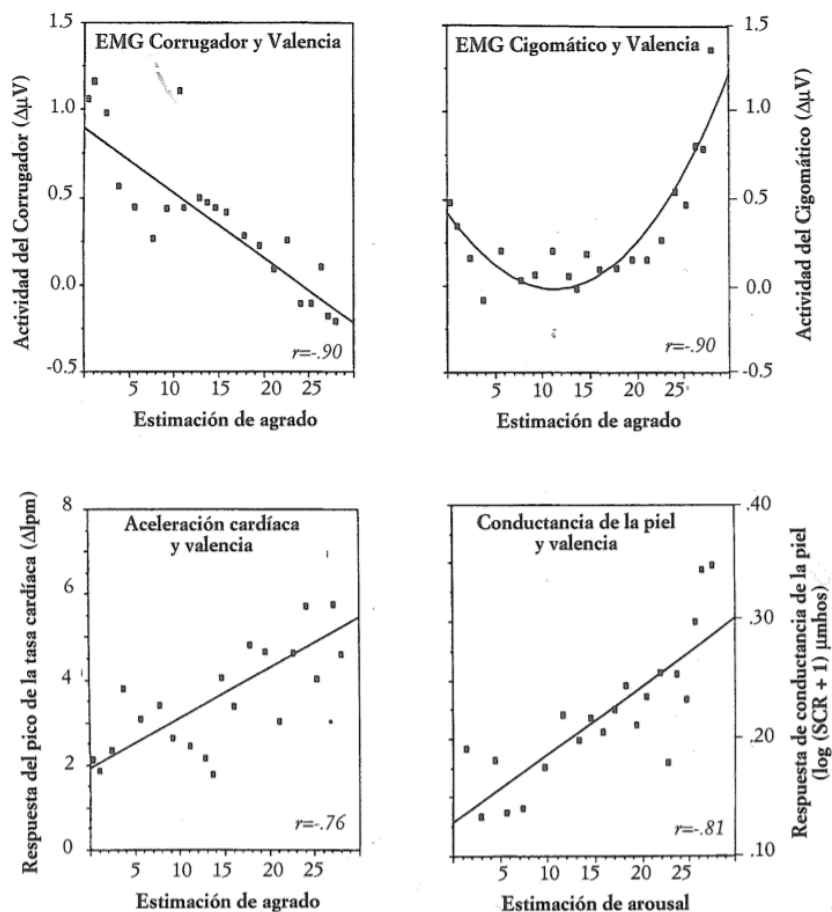 EMG Corrugador y Valencia
Actividad del Corrugador (ΔμV)
1.5
1.0
0.5
0.0
-0.5
r=-.90
5 10 15 20 25
Estimación de agrado
EMG Cigomático y Valencia
Actividad del Cigomático (ΔμV)
1.5
1.0
0.5
0.0
-0.5
r=-.90
5 10 15 20 25
Estimación de agrado
Aceleración cardíaca
y valencia
Respuesta del pico de la tasa cardíaca (Δlpm)
8
6
4
2
0
r=-.76
5 10 15 20 25
Estimación de agrado
Conductancia de la piel
y valencia
Respuesta de conductancia de la piel
(log (SCR + 1) μmhos)
.40
.30
.20
.10
r=-.81
5 10 15 20 25
Estimación de arousal